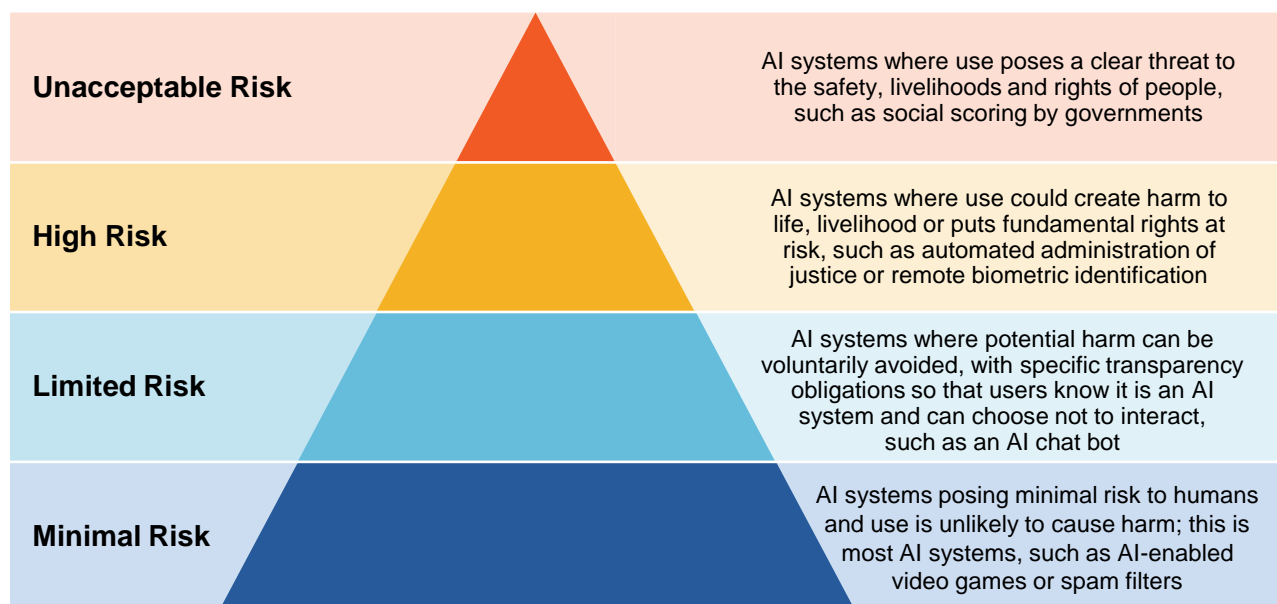 Unacceptable Risk
AI systems where use poses a clear threat to
the safety, livelihoods and rights of people,
such as social scoring by governments
High Risk
AI systems where use could create harm to
life, livelihood or puts fundamental rights at
risk, such as automated administration of
justice or remote biometric identification
Limited Risk
AI systems where potential harm can be
voluntarily avoided, with specific transparency
obligations so that users know it is an AI
system and can choose not to interact,
such as an AI chat bot
Minimal Risk
AI systems posing minimal risk to humans
and use is unlikely to cause harm; this is
most AI systems, such as AI-enabled
video games or spam filters